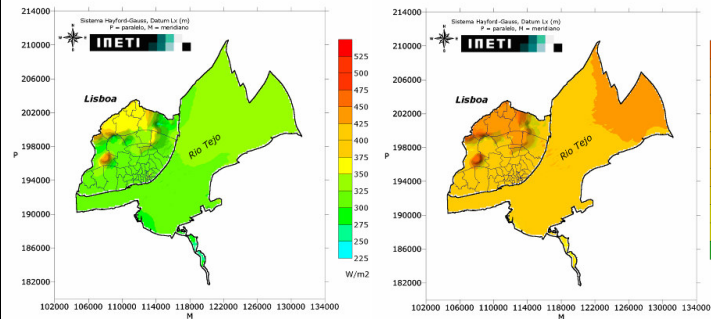 214000
210000
206000
202000
198000
P
194000
190000
186000
182000
102000 106000 110000 114000 118000 122000 126000 130000 134000
M
Sistema Hayford-Gauss, Datum Lx (m)
P = paralelo, M = meridiano
N
INETI
Lisboa
Rio Tejo
525
500
475
450
425
400
375
350
325
300
275
250
225
W/m2
214000
210000
206000
202000
198000
P
194000
190000
186000
182000
102000 106000 110000 114000 118000 122000 126000 130000 134000
M
Sistema Hayford-Gauss, Datum Lx (m)
P = paralelo, M = meridiano
N
INETI
Lisboa
Rio Tejo